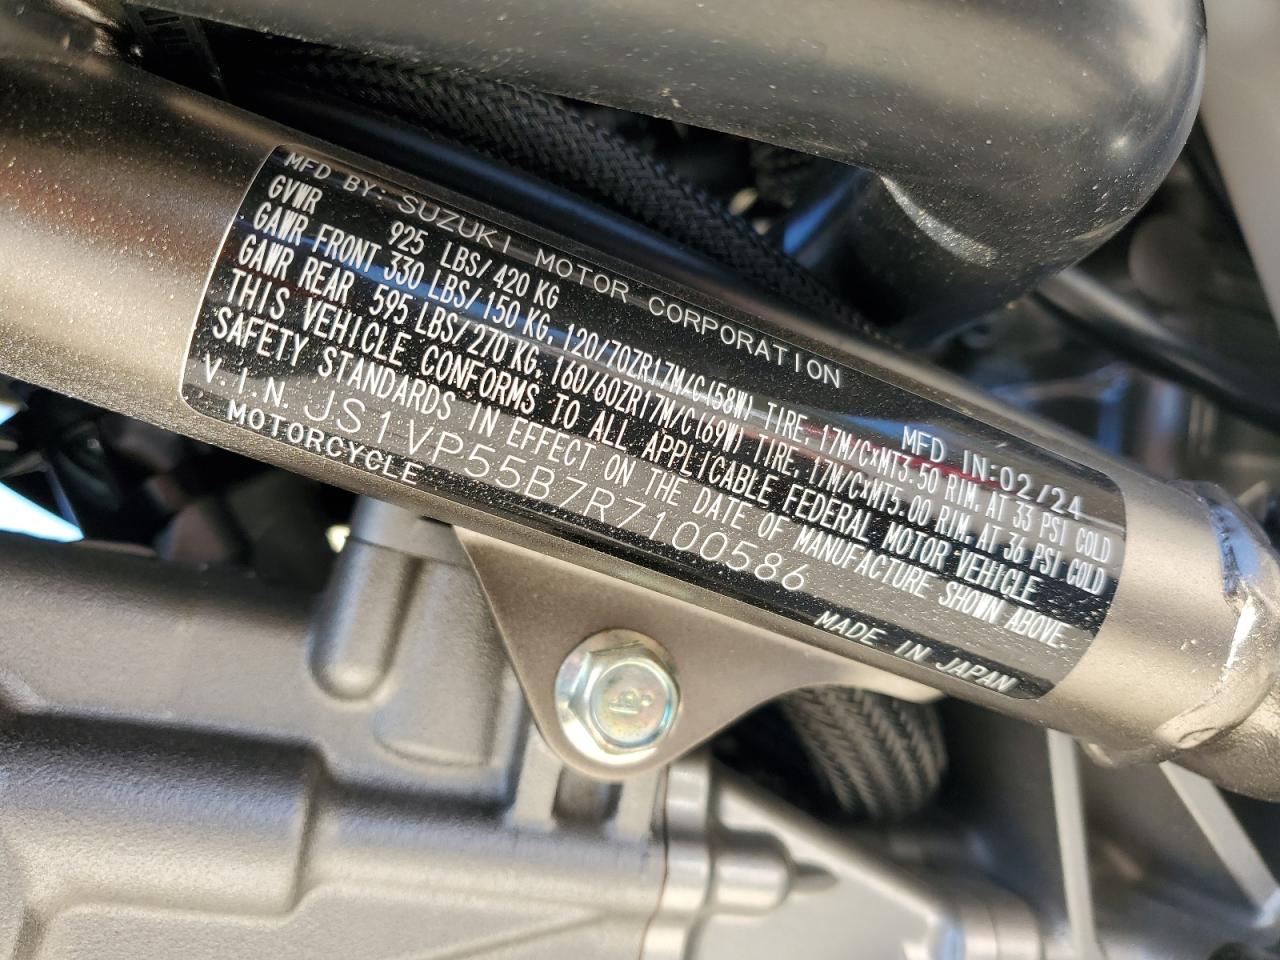 MFD BY: SUZUKI MOTOR CORPORATION MFD IN: 02/24
GVWR 925 LBS/ 420 KG
GAWR FRONT 330 LBS/ 150 KG, 120/70ZR17M/C(58W) TIRE, 17M/CxMT3.50 RIM, AT 33 PSI COLD
GAWR REAR 595 LBS/ 270 KG, 160/60ZR17M/C(69W) TIRE, 17M/CxMT5.00 RIM, AT 36 PSI COLD
THIS VEHICLE CONFORMS TO ALL APPLICABLE FEDERAL MOTOR VEHICLE
SAFETY STANDARDS IN EFFECT ON THE DATE OF MANUFACTURE SHOWN ABOVE.
V.I.N. JS1VP55B7R7100586
MOTORCYCLE MADE IN JAPAN